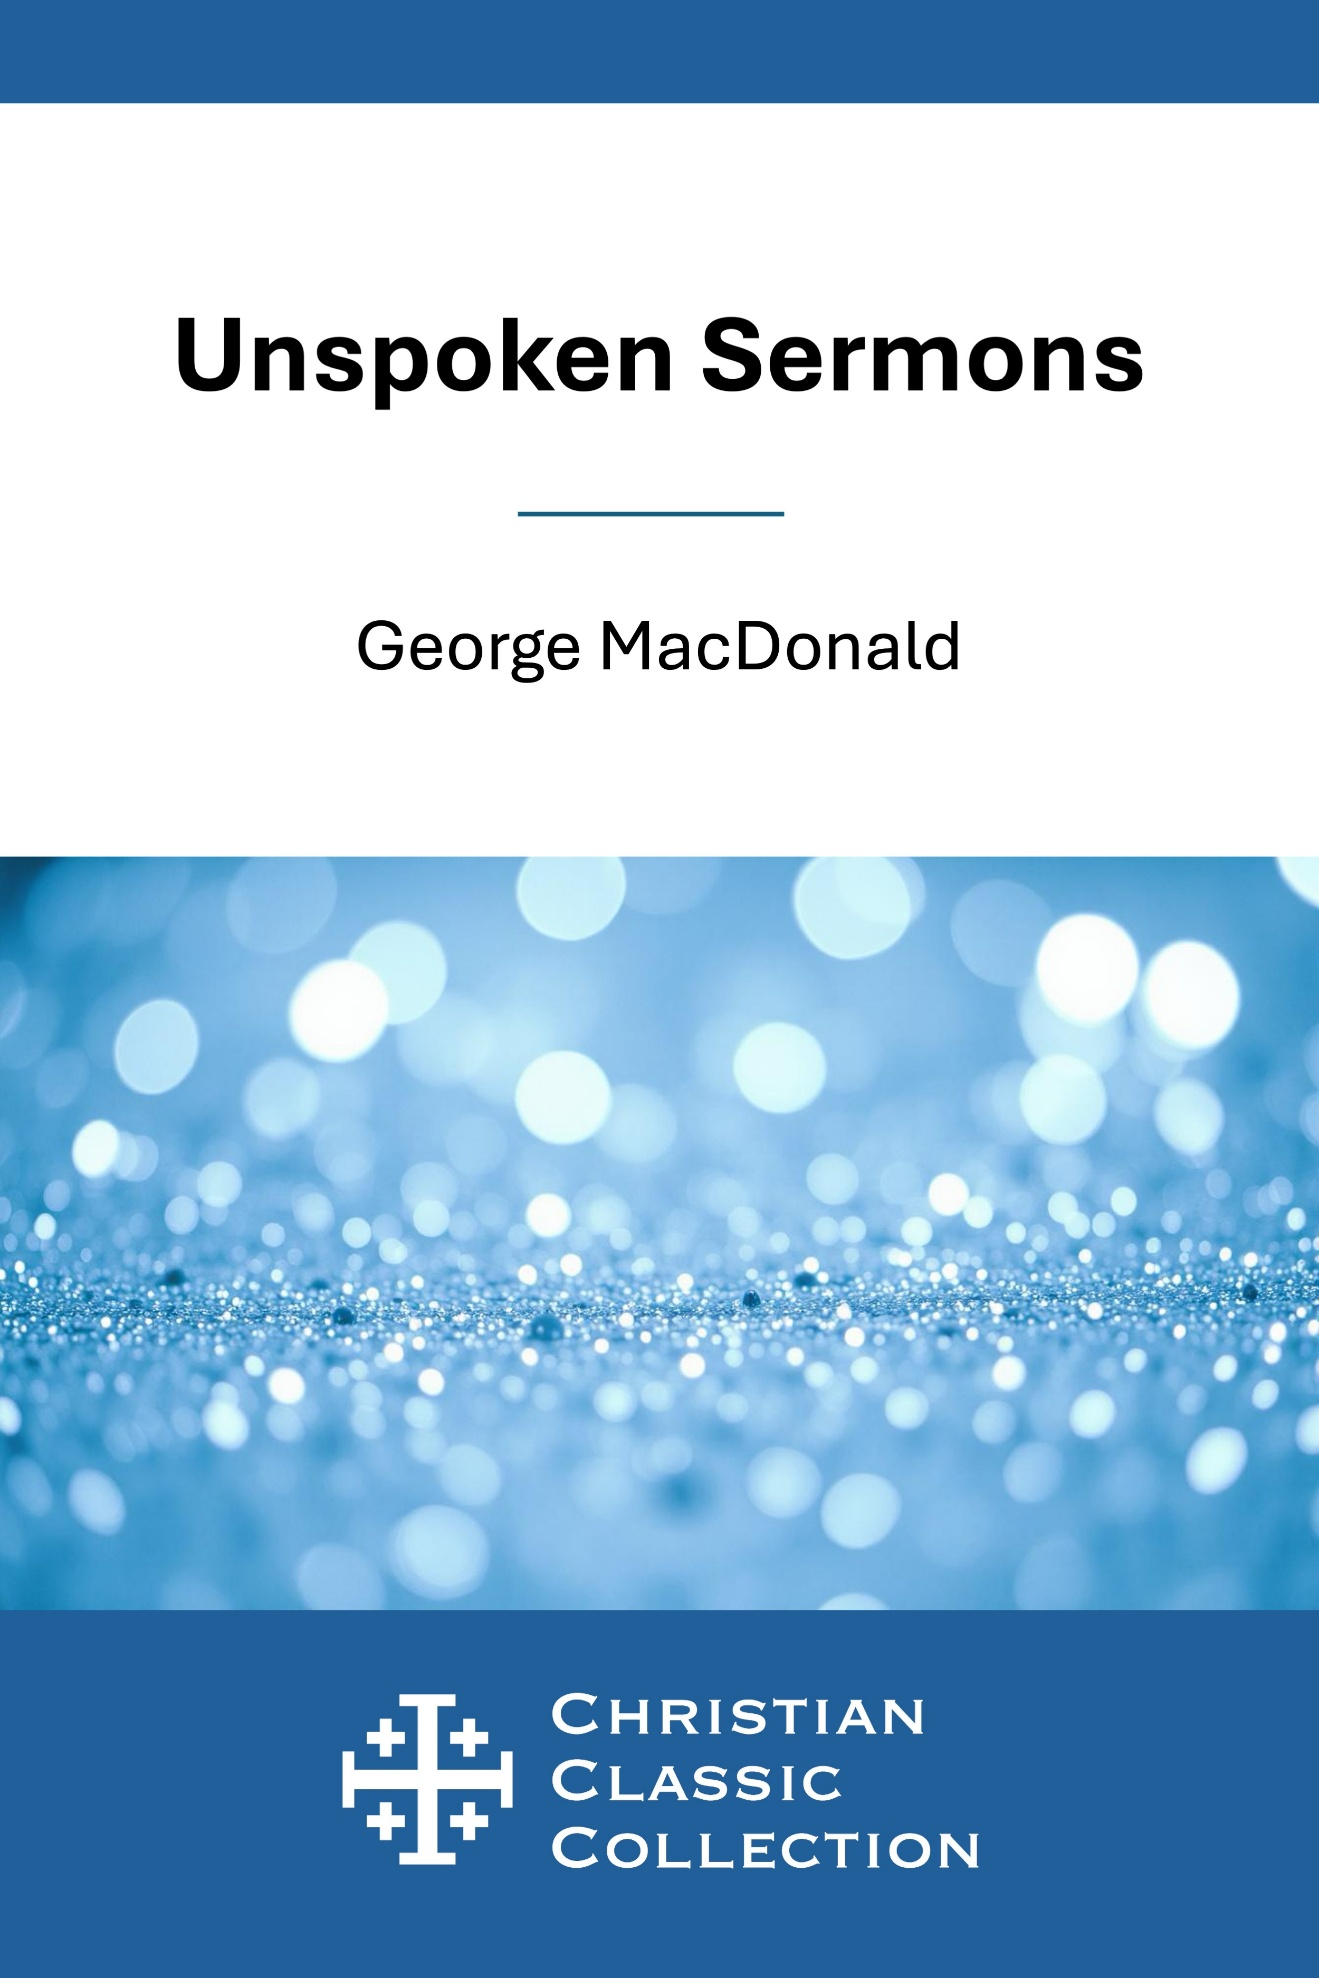 Unspoken Sermons
George MacDonald
CHRISTIAN
CLASSIC
COLLECTION